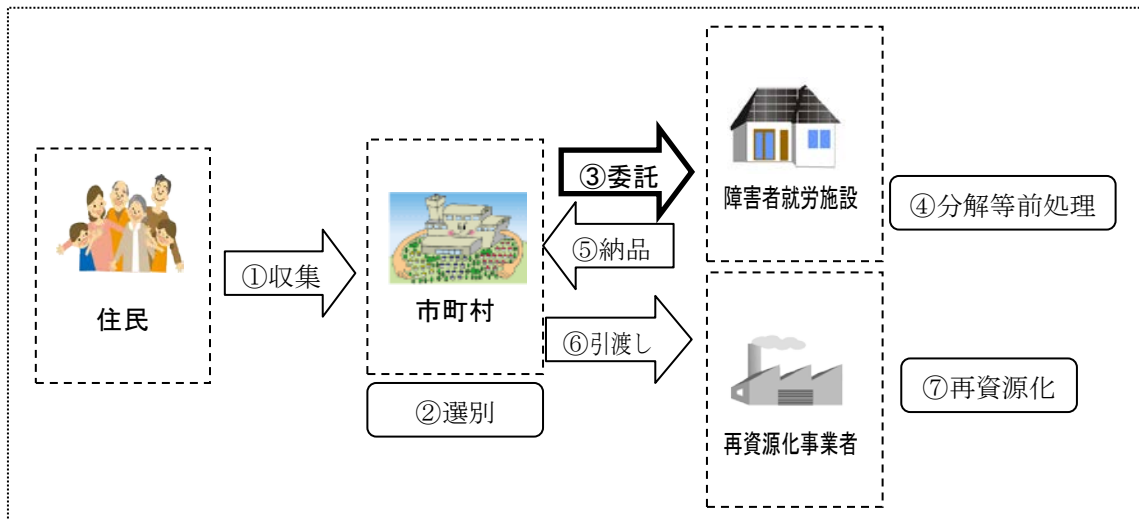 住民
①収集
市町村
②選別
③委託
障害者就労施設
④分解等前処理
⑤納品
⑥引渡し
再資源化事業者
⑦再資源化